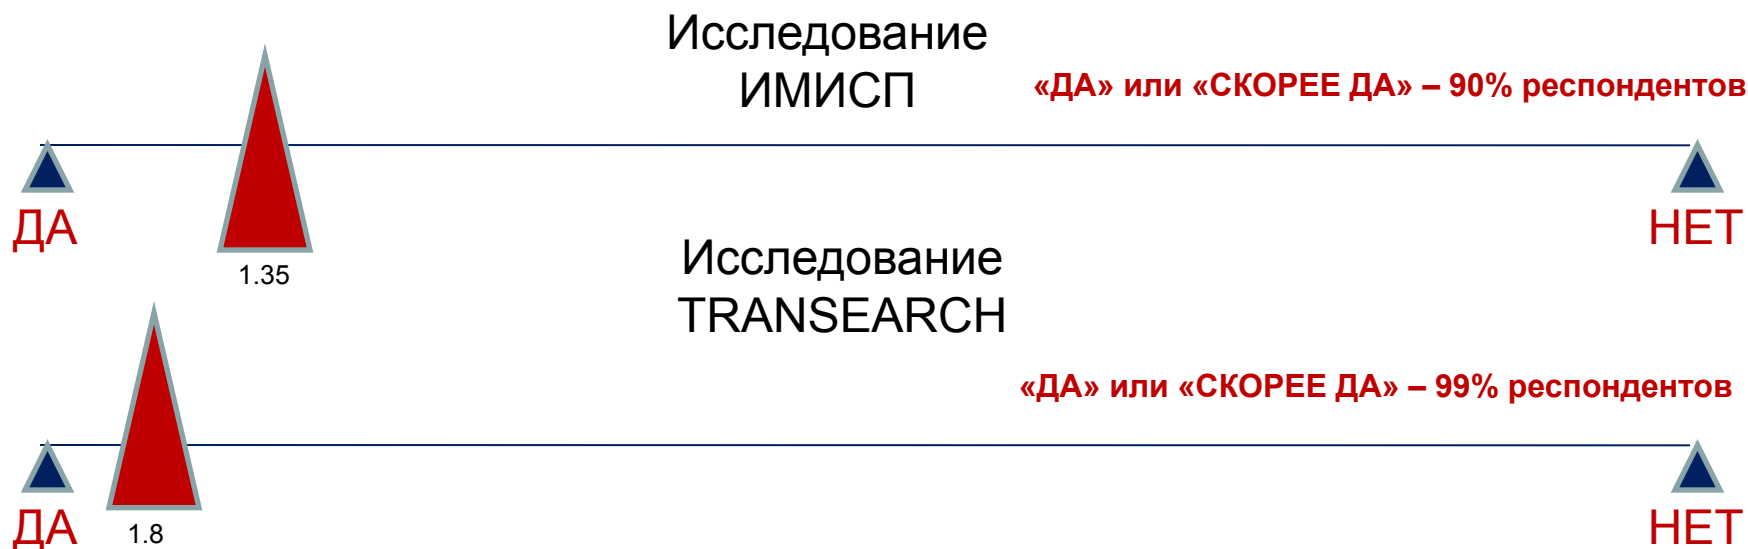 Исследование
ИМИСП
«ДА» или «СКОРЕЕ ДА» – 90% респондентов
ДА
НЕТ
1.35
Исследование
TRANSEARCH
«ДА» или «СКОРЕЕ ДА» – 99% респондентов
ДА
1.8
НЕТ